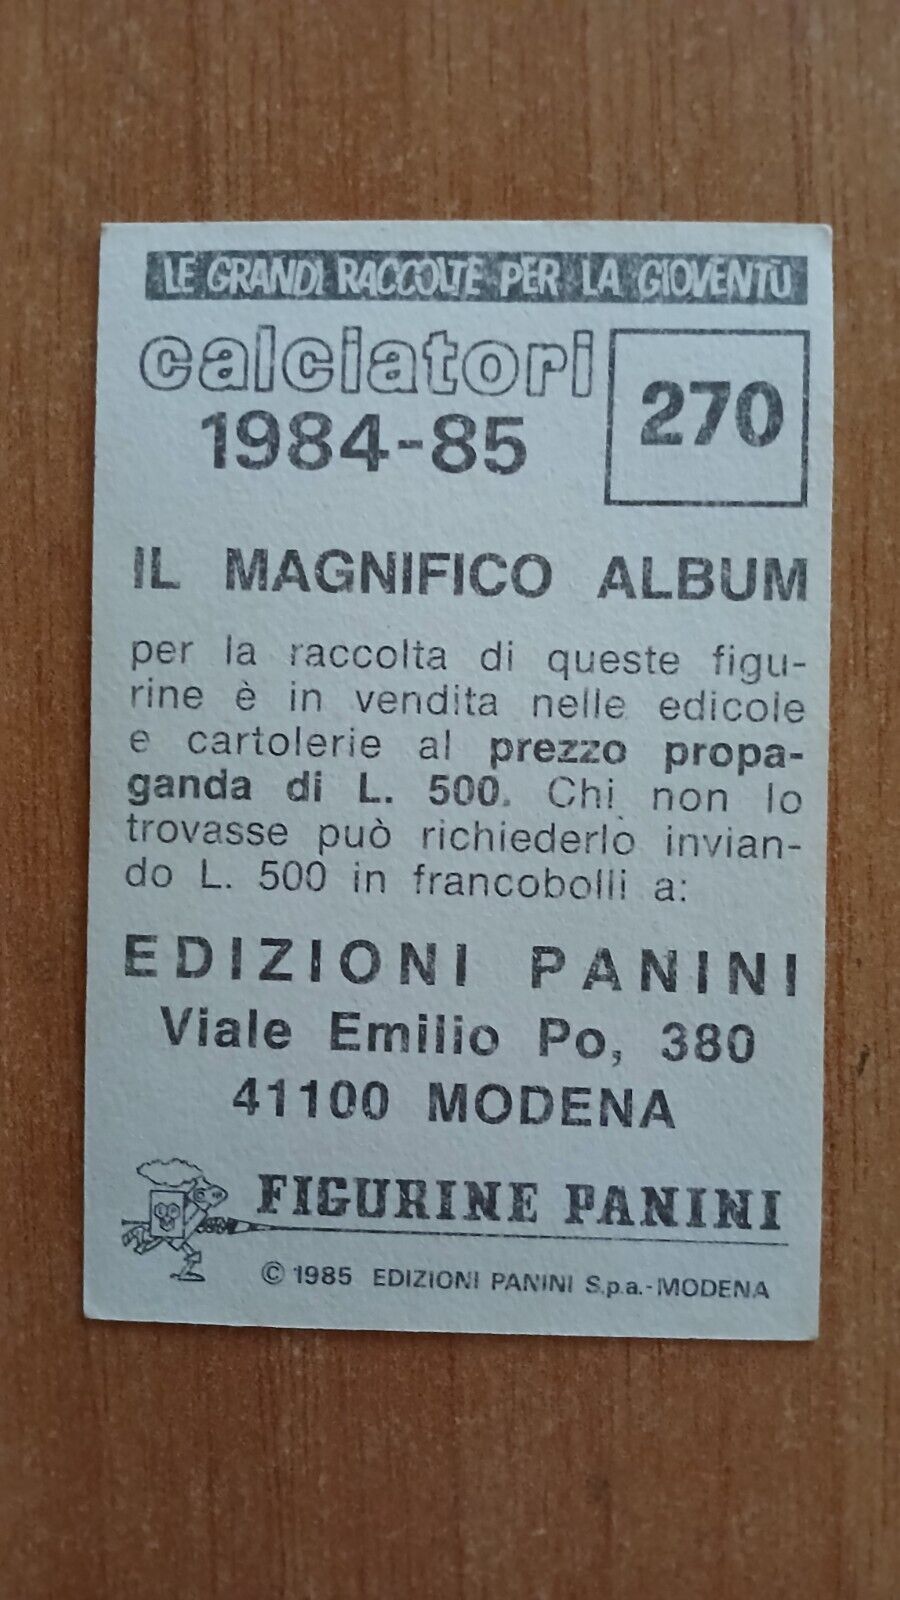 LE GRANDI RACCOLTE PER LA GIOVENTÙ
calciatori
1984-85
270
IL MAGNIFICO ALBUM
per la raccolta di queste figu-
rine è in vendita nelle edicole
e cartolerie al prezzo propa-
ganda di L. 500. Chi non lo
trovasse può richiederlo invian-
do L. 500 in francobolli a:
EDIZIONI PANINI
Viale Emilio Po, 380
41100 MODENA
FIGURINE PANINI
© 1985 EDIZIONI PANINI S.p.a.-MODENA